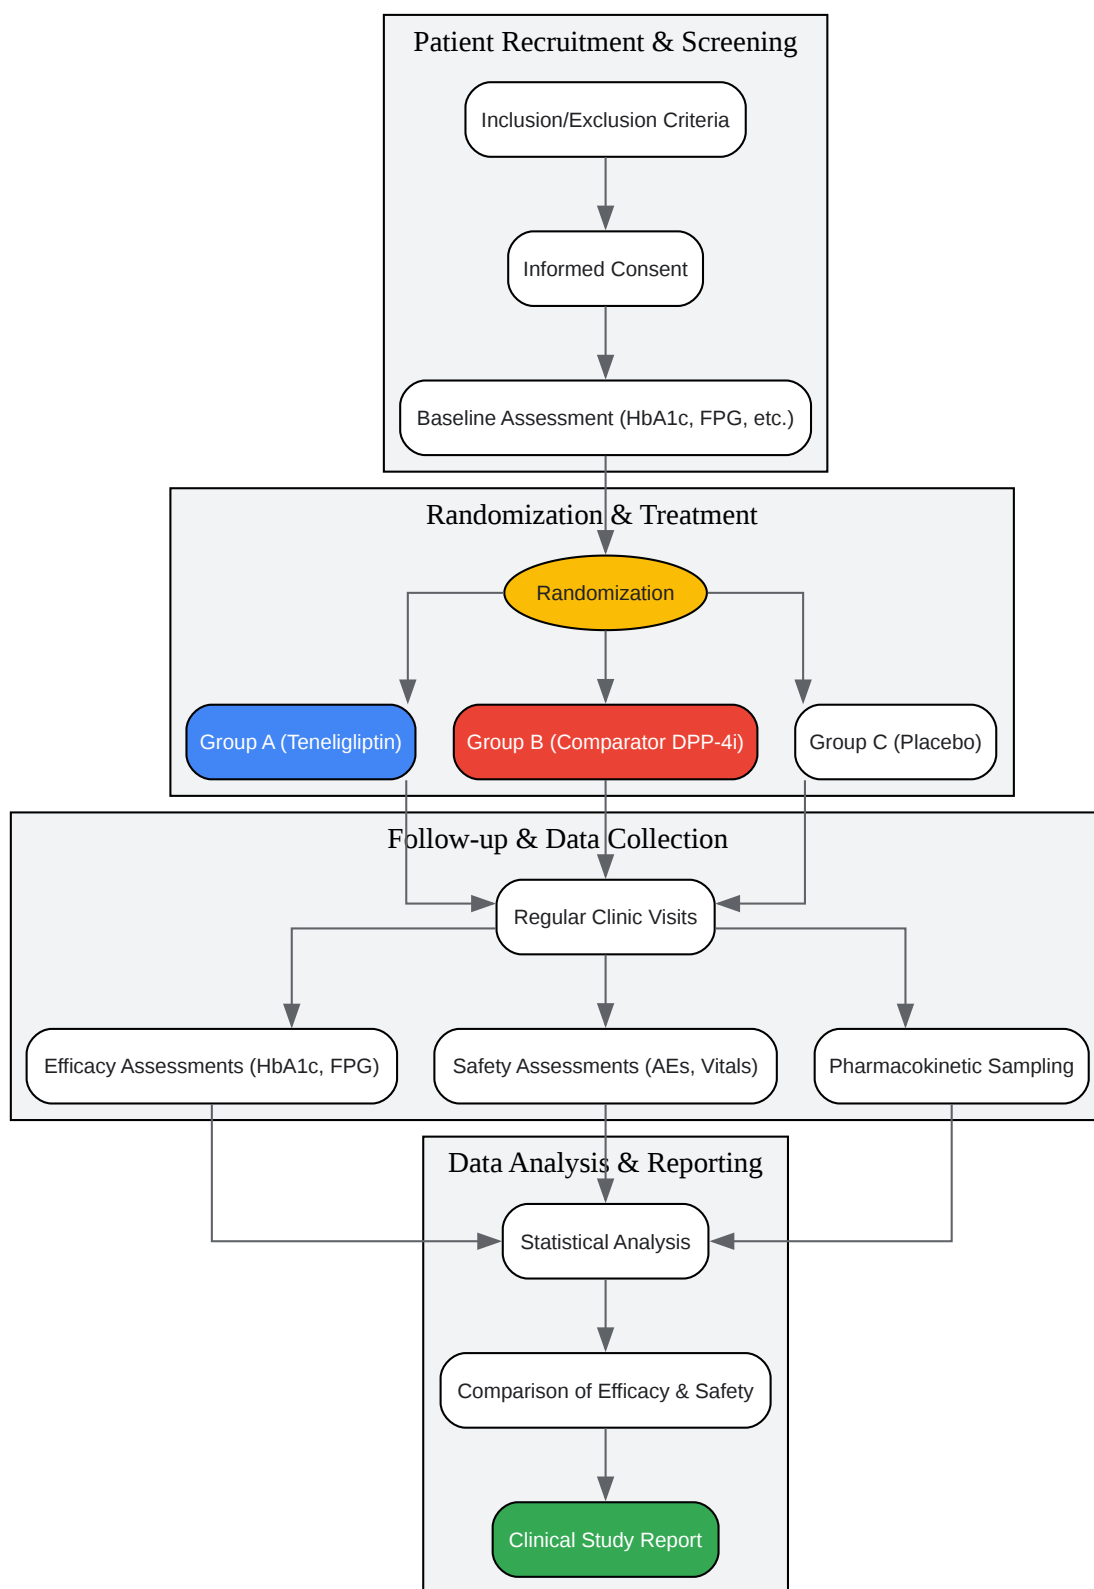 Patient Recruitment & Screening
Inclusion/Exclusion Criteria
Informed Consent
Baseline Assessment (HbA1c, FPG, etc.)
Randomization & Treatment
Randomization
Group A (Teneligliptin)
Group B (Comparator DPP-4i)
Group C (Placebo)
Follow-up & Data Collection
Regular Clinic Visits
Efficacy Assessments (HbA1c, FPG)
Safety Assessments (AEs, Vitals)
Pharmacokinetic Sampling
Data Analysis & Reporting
Statistical Analysis
Comparison of Efficacy & Safety
Clinical Study Report